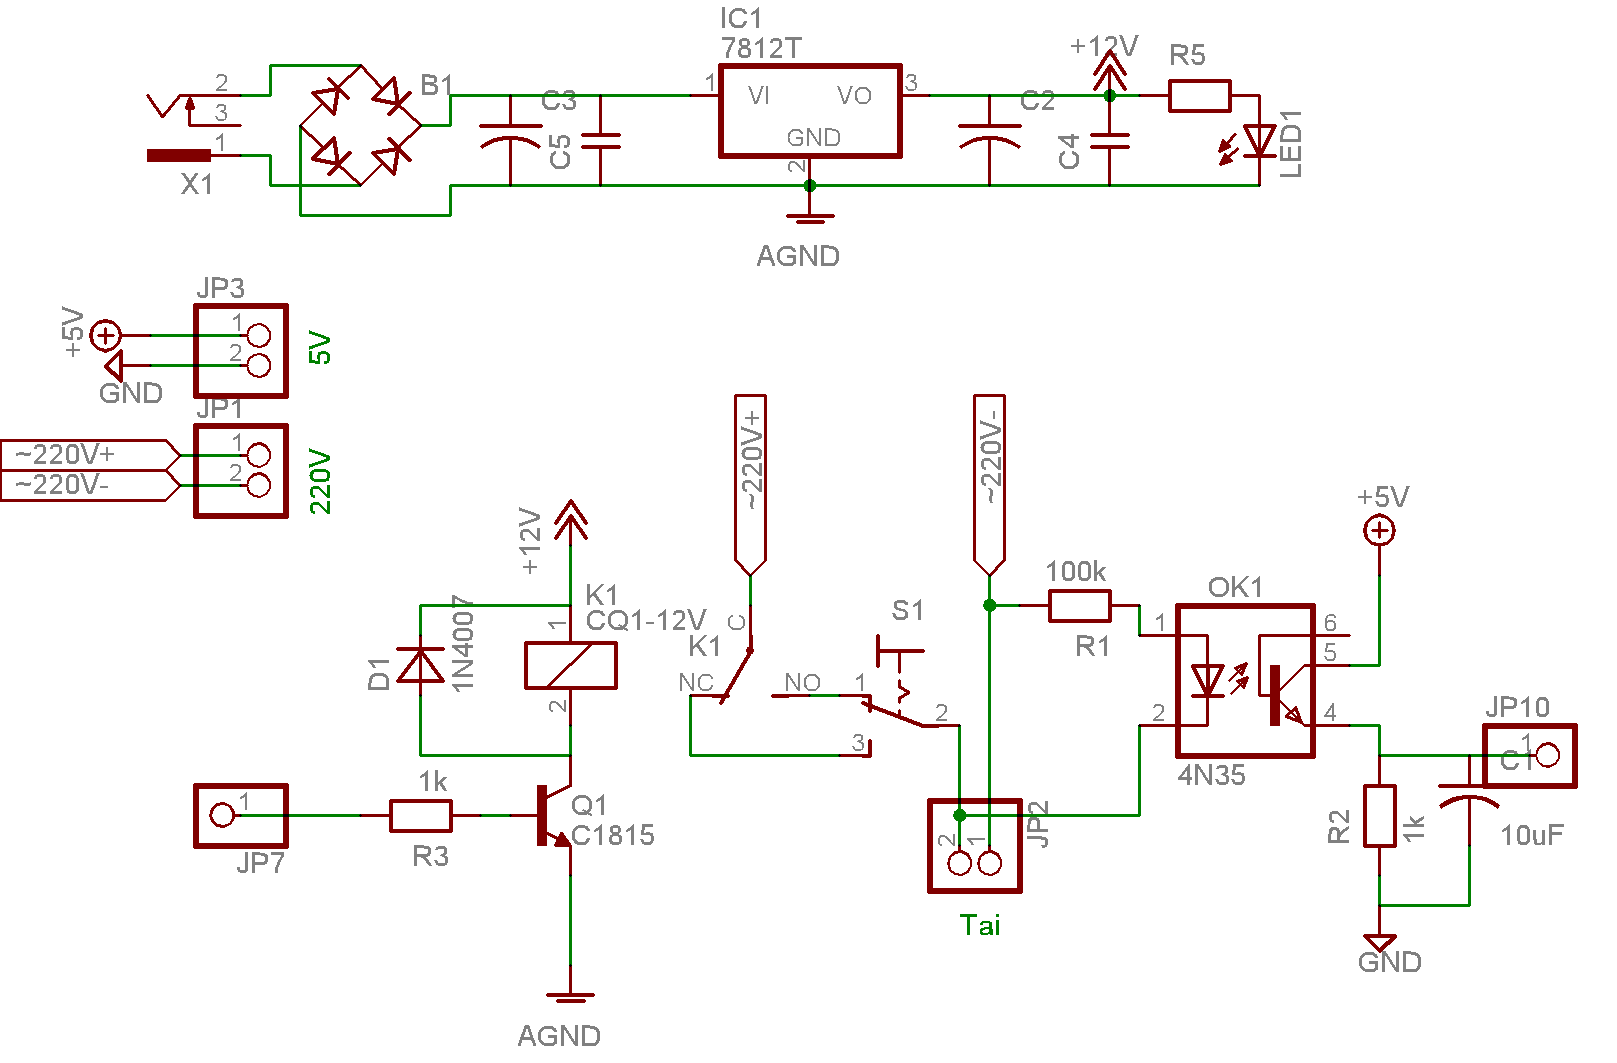 IC1
7812T
+12V
R5
2
B1
C3
1
VI
VO
3
C2
3
GND
C5
C4
LED1
1
2
X1
AGND
JP3
+5V
1
2
5V
GND
JP1
~220V+
1
~220V-
2
220V
~220V+
~220V-
+12V
+5V
K1
CQ1-12V
1
1N4007
D1
2
C
K1
NC
NO
S1
1
2
3
100k
R1
OK1
1
6
5
2
4
4N35
JP10
1
C1
10uF
R2
1k
GND
JP7
1
1k
R3
Q1
C1815
AGND
JP2
2
1
Tai